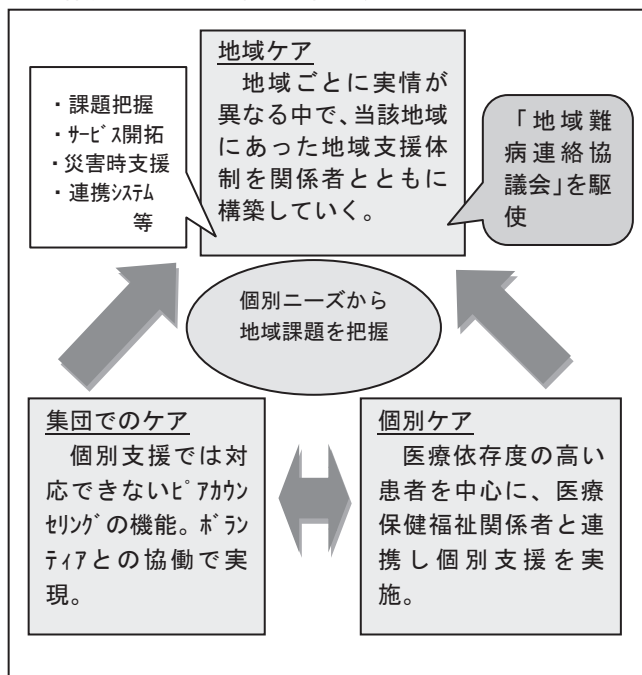 地域ケア
地域ごとに実情が
異なる中で、当該地域
にあった地域支援体
制を関係者とともに
構築していく。
・課題把握
・ｻｰﾋﾞｽ開拓
・災害時支援
・連携ｼｽﾃﾑ
等
「地域難
病連絡協
議会」を駆
使
個別ニーズから
地域課題を把握
集団でのケア
個別支援では対
応できないﾋﾟｱｶｳﾝ
ｾﾘﾝｸﾞの機能。ﾎﾞﾗﾝ
ﾃｨｱとの協働で実
現。
個別ケア
医療依存度の高い
患者を中心に、医療
保健福祉関係者と連
携し個別支援を実
施。